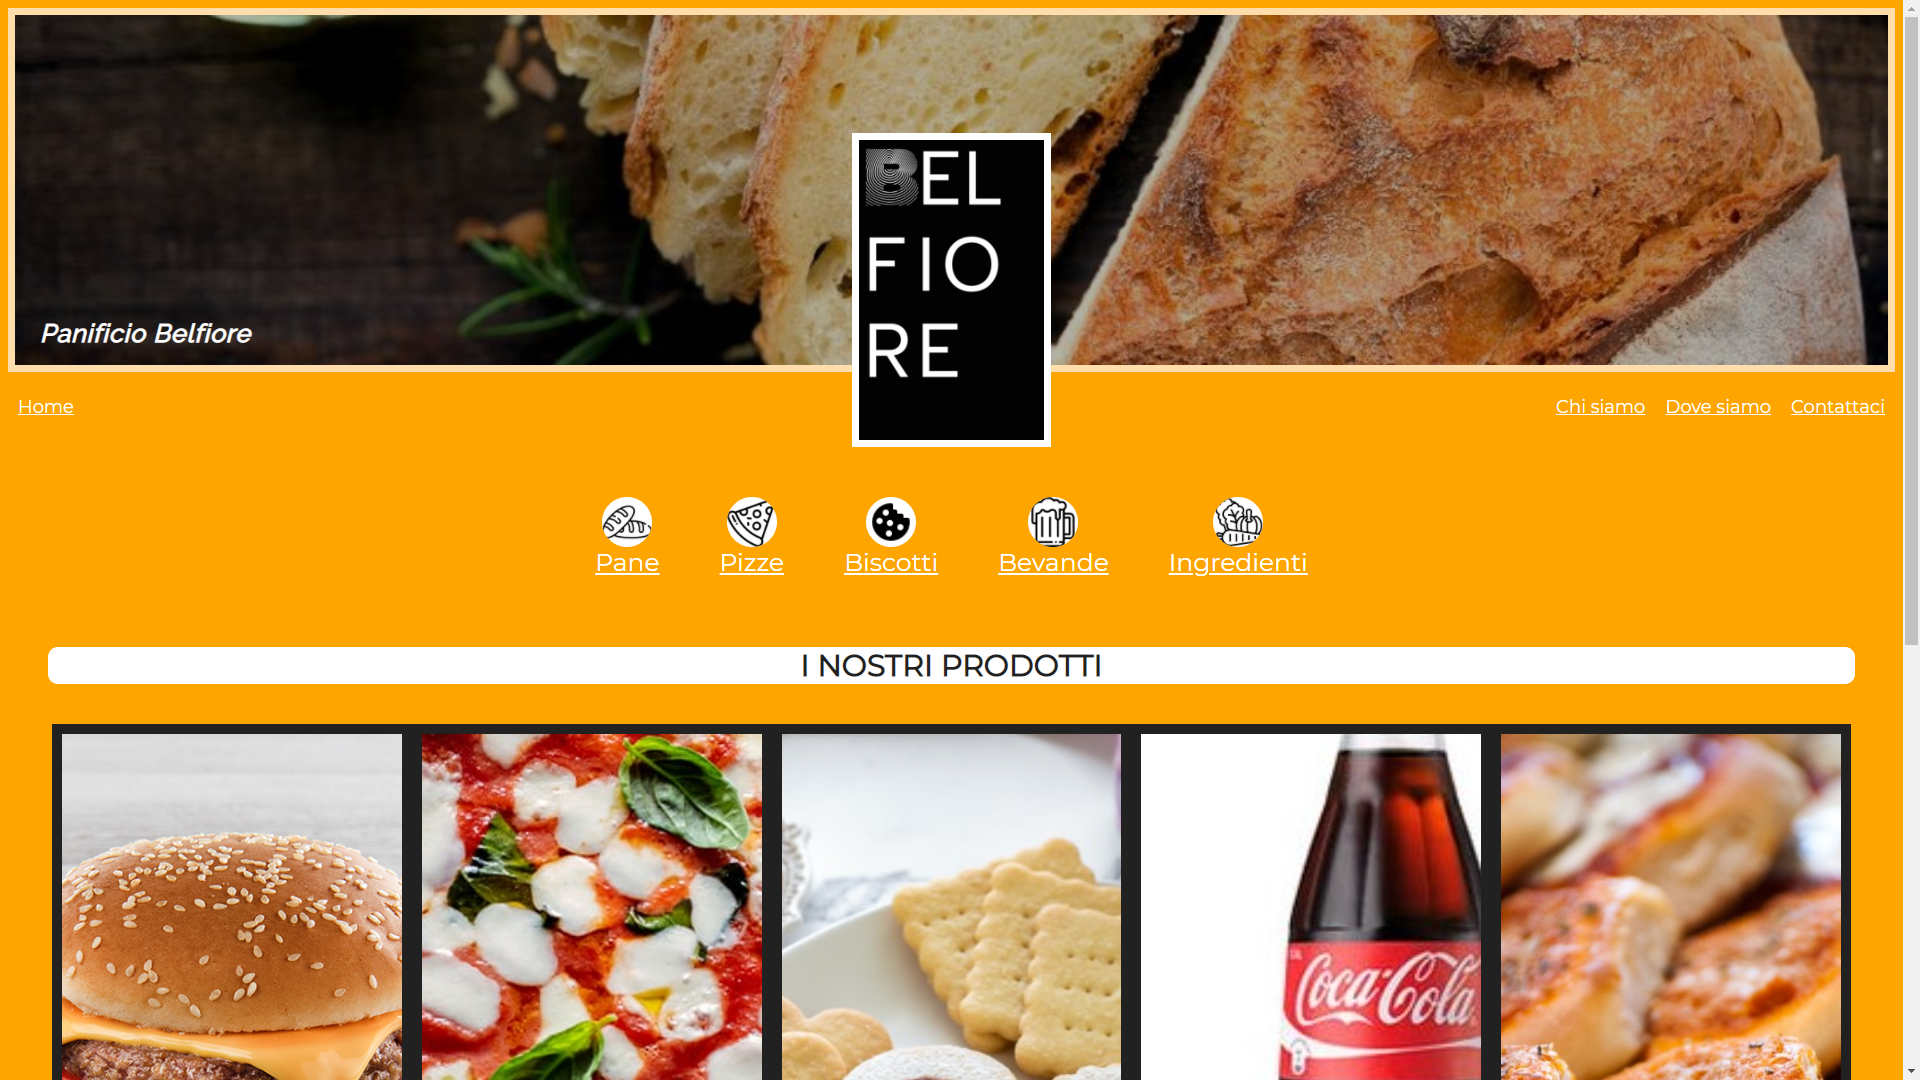 BEL
FIO
RE
Panificio Belfiore
Home
Chi siamo Dove siamo Contattaci
Pane Pizze Biscotti Bevande Ingredienti
I NOSTRI PRODOTTI
Coca-Cola